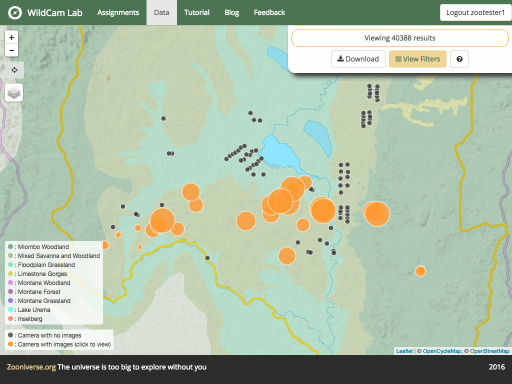 WildCam Lab Assignments Data Tutorial Blog Feedback Logout zootester1
Viewing 40388 results
Download View Filters ?
+
-
: Miombo Woodland
: Mixed Savanna and Woodland
: Floodplain Grassland
: Limestone Gorges
: Montane Woodland
: Montane Forest
: Montane Grassland
: Lake Urema
: Inselberg
: Camera with no images
: Camera with images (click to view)
Leaflet | © OpenCycleMap, © OpenStreetMap
Zooniverse.org The universe is too big to explore without you 2016